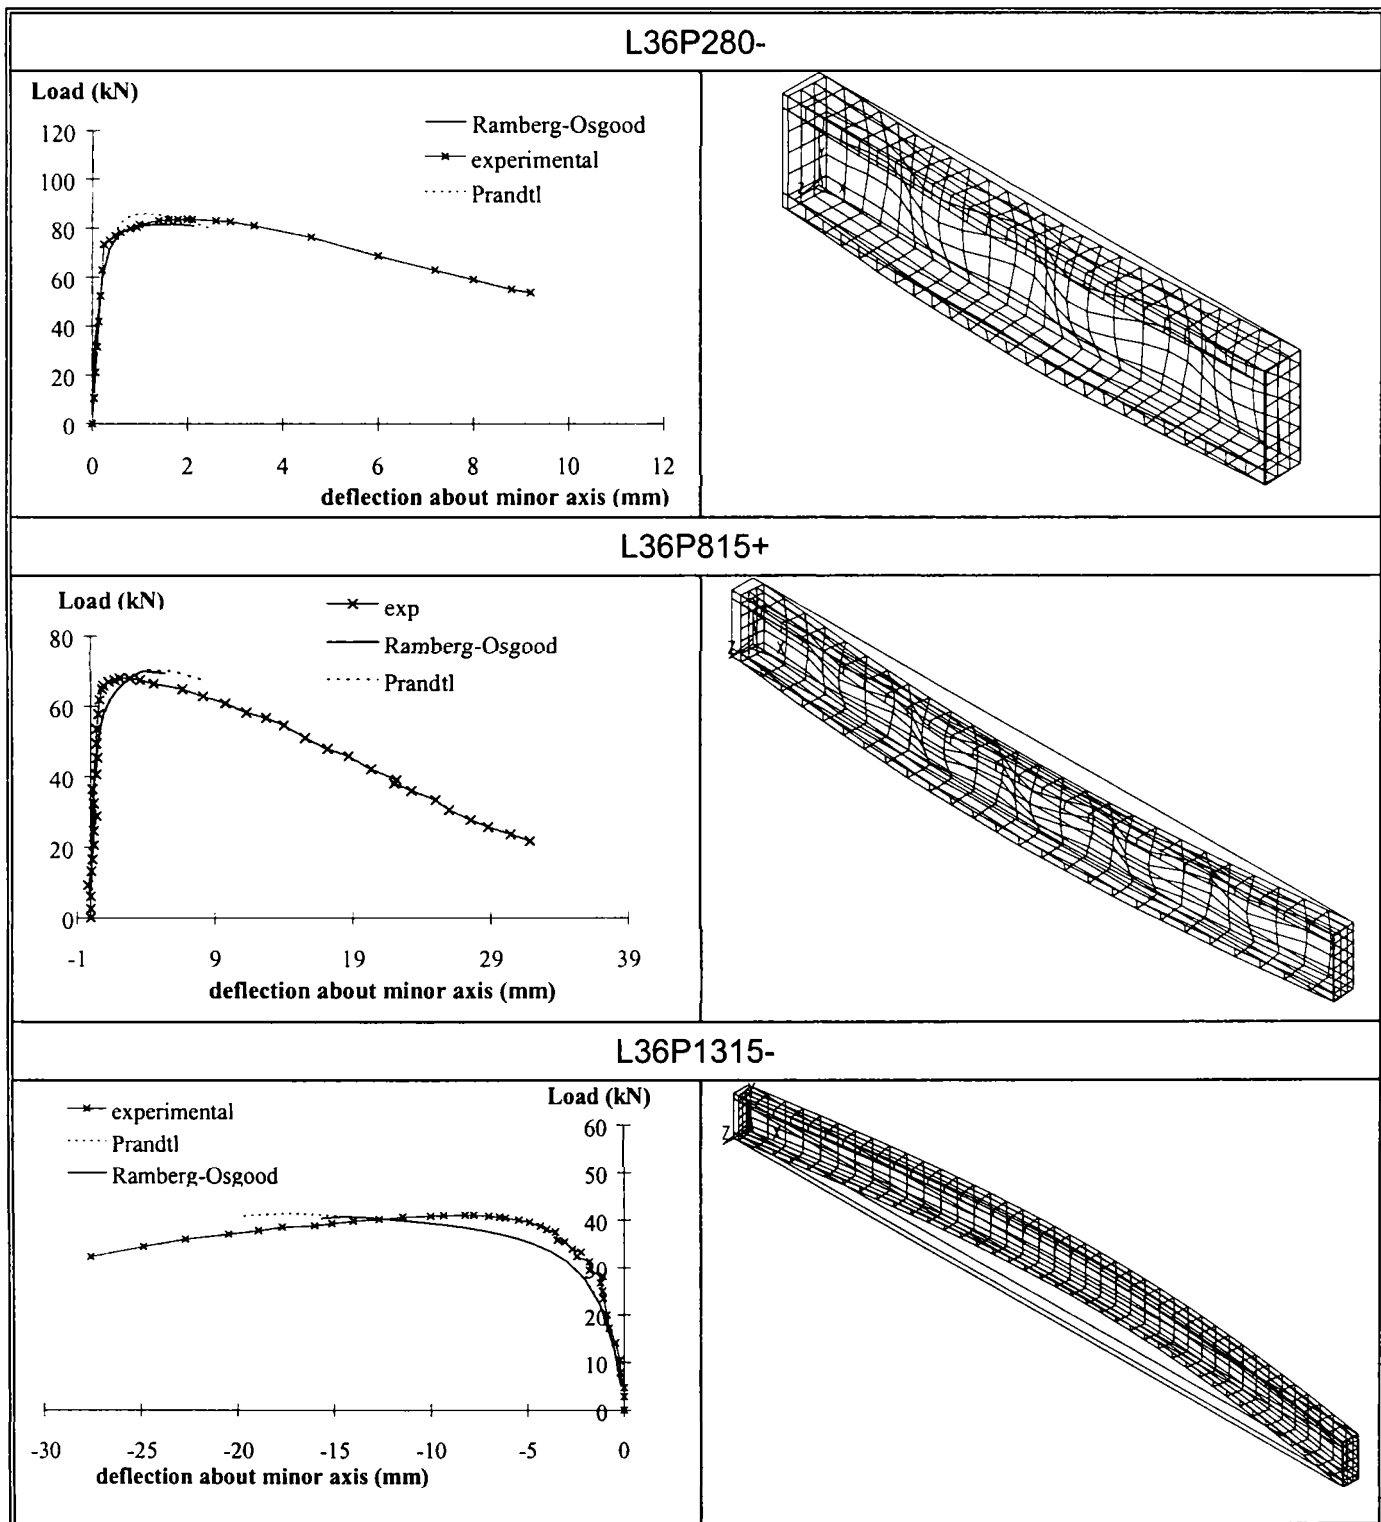 L36P280-
Load (kN)
Ramberg-Osgood
experimental
Prandtl
120
100
80
60
40
20
0
0 2 4 6 8 10 12
deflection about minor axis (mm)
X
L36P815+
Load (kN)
exp
Ramberg-Osgood
Prandtl
80
60
40
20
0
-1 9 19 29 39
deflection about minor axis (mm)
Z X
L36P1315-
experimental
Prandtl
Ramberg-Osgood
Load (kN)
60
50
40
30
20
10
0
-30 -25 -20 -15 -10 -5 0
deflection about minor axis (mm)
Z X